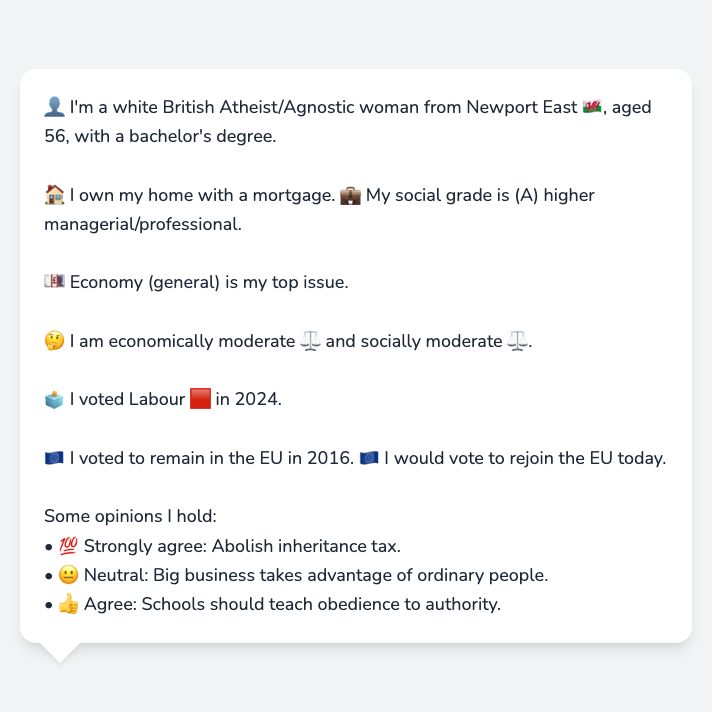 👤 I'm a white British Atheist/Agnostic woman from Newport East 🏴󠁧󠁢󠁷󠁬󠁳󠁿, aged
56, with a bachelor's degree.
🏠 I own my home with a mortgage. 💼 My social grade is (A) higher
managerial/professional.
💷 Economy (general) is my top issue.
🤔 I am economically moderate ⚖️ and socially moderate ⚖️.
🗳️ I voted Labour 🟥 in 2024.
🇪🇺 I voted to remain in the EU in 2016. 🇪🇺 I would vote to rejoin the EU today.
Some opinions I hold:
• 💯 Strongly agree: Abolish inheritance tax.
• 😐 Neutral: Big business takes advantage of ordinary people.
• 👍 Agree: Schools should teach obedience to authority.